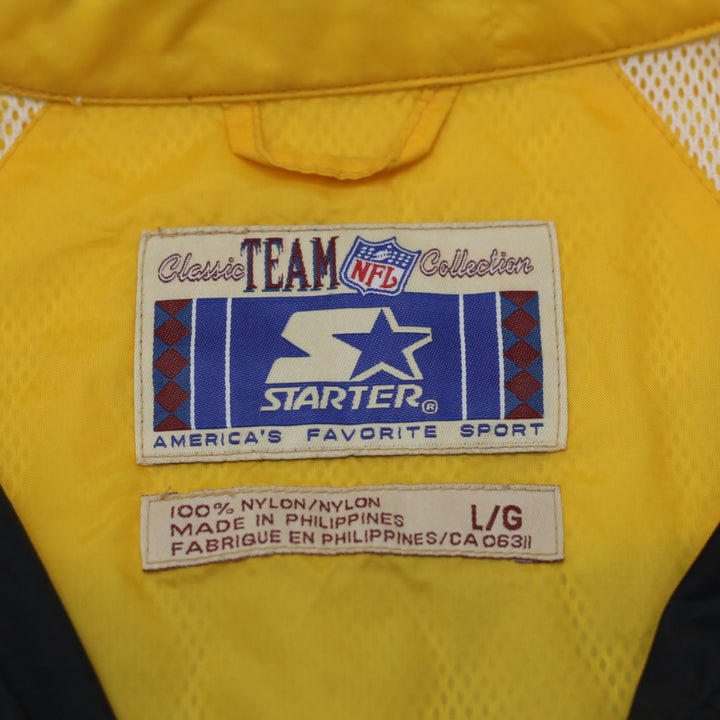 Classic TEAM NFL Collection
STARTER®
AMERICA'S FAVORITE SPORT
100% NYLON/NYLON
MADE IN PHILIPPINES
FABRIQUE EN PHILIPPINES/CA 06311
L/G